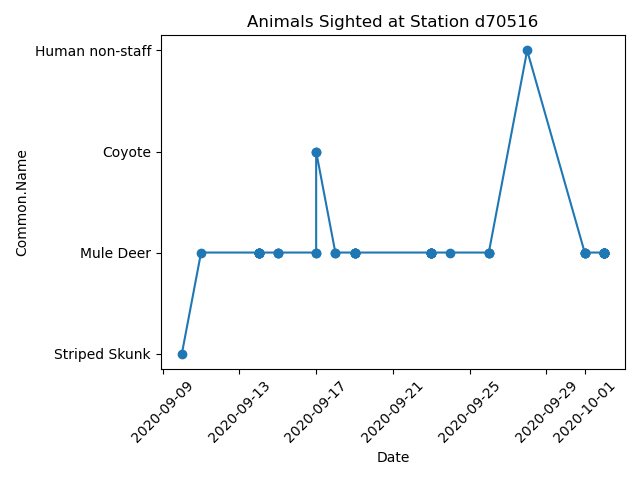 Animals Sighted at Station d70516
Human non-staff
Coyote
Mule Deer
Striped Skunk
Common.Name
2020-09-09
2020-09-13
2020-09-17
2020-09-21
2020-09-25
2020-09-29
2020-10-01
Date